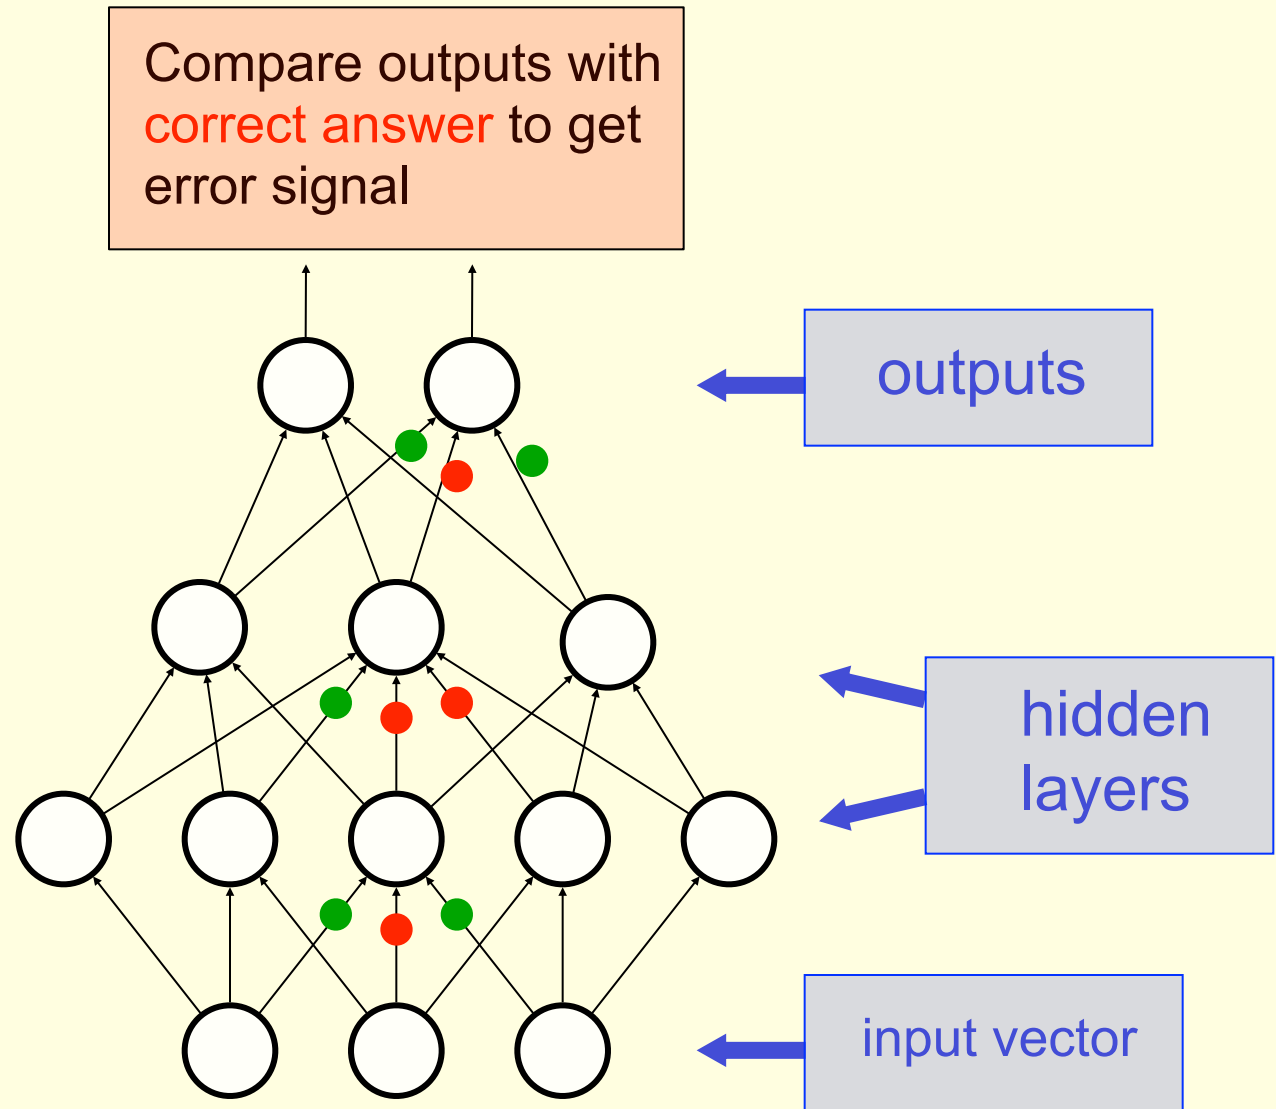 Compare outputs with
correct answer to get
error signal
outputs
hidden
layers
input vector